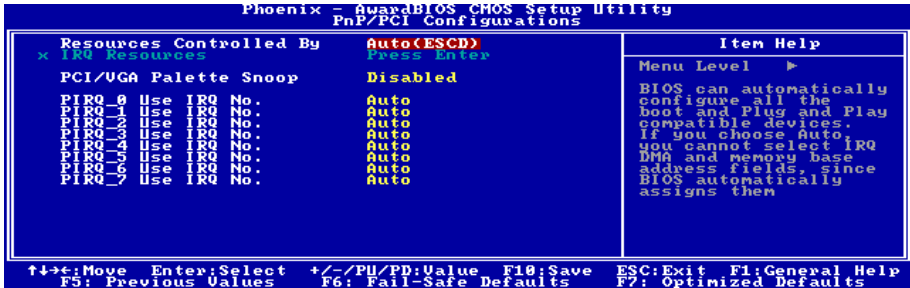 Phoenix - AwardBIOS CMOS Setup Utility
PnP/PCI Configurations
Resources Controlled By Auto(ESCD)
x IRQ Resources Press Enter
PCI/VGA Palette Snoop Disabled
PIRQ_0 Use IRQ No. Auto
PIRQ_1 Use IRQ No. Auto
PIRQ_2 Use IRQ No. Auto
PIRQ_3 Use IRQ No. Auto
PIRQ_4 Use IRQ No. Auto
PIRQ_5 Use IRQ No. Auto
PIRQ_6 Use IRQ No. Auto
PIRQ_7 Use IRQ No. Auto
Item Help
Menu Level ►
BIOS can automatically
configure all the
boot and Plug and Play
compatible devices.
If you choose Auto,
you cannot select IRQ
DMA and memory base
address fields, since
BIOS automatically
assigns them
↑↓→←:Move Enter:Select +/-/PU/PD:Value F10:Save ESC:Exit F1:General Help
F5: Previous Values F6: Fail-Safe Defaults F7: Optimized Defaults